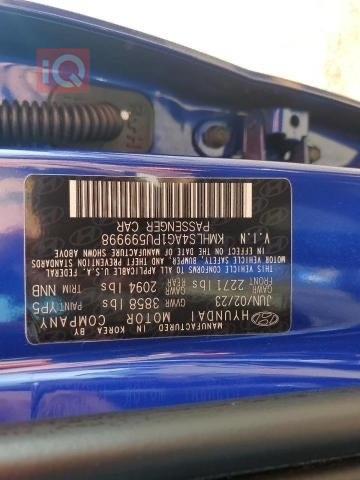 iQ
MANUFACTURED BY
HYUNDAI MOTOR COMPANY
IN KOREA
JUN/02/23 GVWR 3858 lbs PAINT YP5
GAWR 2271 lbs GAWR REAR 2094 lbs TRIM NNB
THIS VEHICLE CONFORMS TO ALL APPLICABLE U.S.A. FEDERAL
MOTOR VEHICLE SAFETY, BUMPER, AND THEFT PREVENTION STANDARDS
IN EFFECT ON THE DATE OF MANUFACTURE SHOWN ABOVE
V.I.N
KMHLS4AG1PU599998
PASSENGER CAR